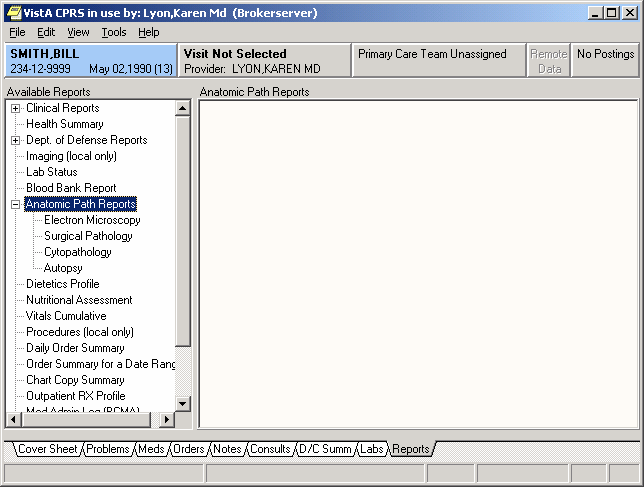 VistA CPRS in use by: Lyon,Karen Md (Brokerserver)
File Edit View Tools Help
SMITH,BILL
234-12-9999 May 02,1990 (13)
Visit Not Selected
Provider: LYON,KAREN MD
Primary Care Team Unassigned
Remote
Data
No Postings
Available Reports
Clinical Reports
Health Summary
Dept. of Defense Reports
Imaging (local only)
Lab Status
Blood Bank Report
Anatomic Path Reports
Electron Microscopy
Surgical Pathology
Cytopathology
Autopsy
Dietetics Profile
Nutritional Assessment
Vitals Cumulative
Procedures (local only)
Daily Order Summary
Order Summary for a Date Rang
Chart Copy Summary
Outpatient RX Profile
Med Admin Log (BCMA)
Anatomic Path Reports
Cover Sheet Problems Meds Orders Notes Consults D/C Summ Labs Reports